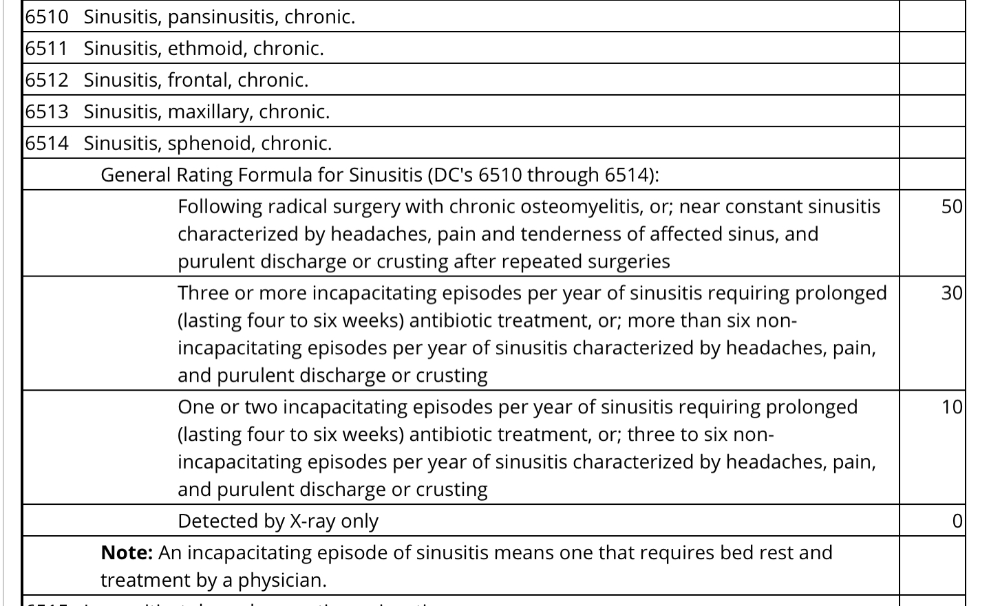 6510 Sinusitis, pansinusitis, chronic.
6511 Sinusitis, ethmoid, chronic.
6512 Sinusitis, frontal, chronic.
6513 Sinusitis, maxillary, chronic.
6514 Sinusitis, sphenoid, chronic.
General Rating Formula for Sinusitis (DC's 6510 through 6514):
Following radical surgery with chronic osteomyelitis, or; near constant sinusitis 50
characterized by headaches, pain and tenderness of affected sinus, and
purulent discharge or crusting after repeated surgeries
Three or more incapacitating episodes per year of sinusitis requiring prolonged 30
(lasting four to six weeks) antibiotic treatment, or; more than six non-
incapacitating episodes per year of sinusitis characterized by headaches, pain,
and purulent discharge or crusting
One or two incapacitating episodes per year of sinusitis requiring prolonged 10
(lasting four to six weeks) antibiotic treatment, or; three to six non-
incapacitating episodes per year of sinusitis characterized by headaches, pain,
and purulent discharge or crusting
Detected by X-ray only 0
Note: An incapacitating episode of sinusitis means one that requires bed rest and
treatment by a physician.